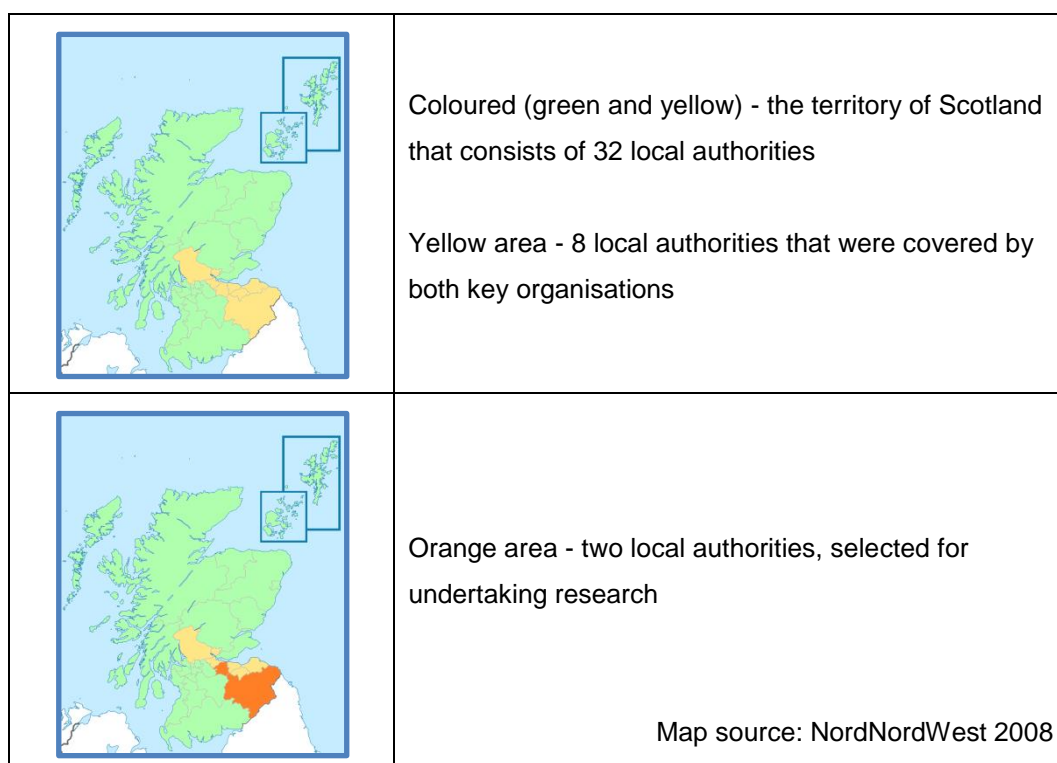 Coloured (green and yellow) - the territory of Scotland
that consists of 32 local authorities
Yellow area - 8 local authorities that were covered by
both key organisations
Orange area - two local authorities, selected for
undertaking research
Map source: NordNordWest 2008